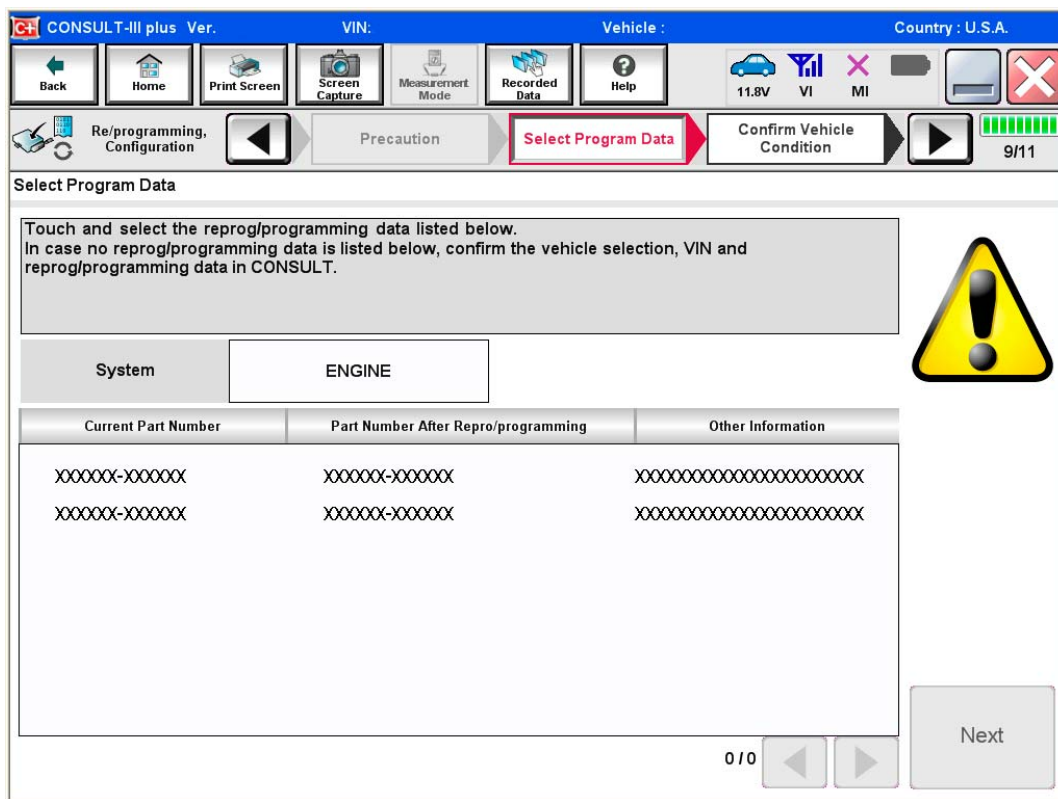 C+ CONSULT-III plus Ver. VIN: Vehicle : Country : U.S.A.
Back
Home
Print Screen
Screen
Capture
Measurement
Mode
Recorded
Data
Help
11.8V
VI
MI
Re/programming,
Configuration
Precaution
Select Program Data
Confirm Vehicle
Condition
9/11
Select Program Data
Touch and select the reprog/programming data listed below.
In case no reprog/programming data is listed below, confirm the vehicle selection, VIN and
reprog/programming data in CONSULT.
System
ENGINE
Current Part Number Part Number After Repro/programming Other Information
XXXXXX-XXXXXX XXXXXX-XXXXXX XXXXXXXXXXXXXXXXXXXXXX
XXXXXX-XXXXXX XXXXXX-XXXXXX XXXXXXXXXXXXXXXXXXXXXX
Next
0/0